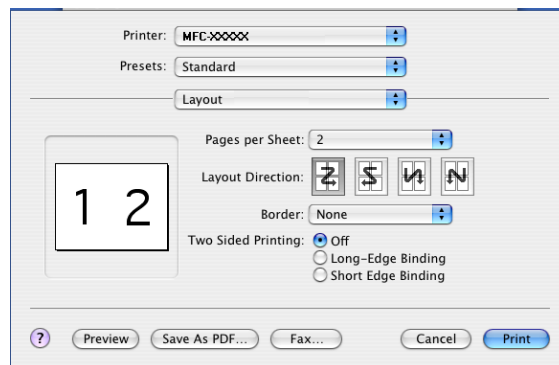 Printer: MFC-XXXXX
Presets: Standard
Layout
Pages per Sheet: 2
Layout Direction:
1 2
Border: None
Two Sided Printing: Off
Long-Edge Binding
Short Edge Binding
? Preview Save As PDF... Fax... Cancel Print